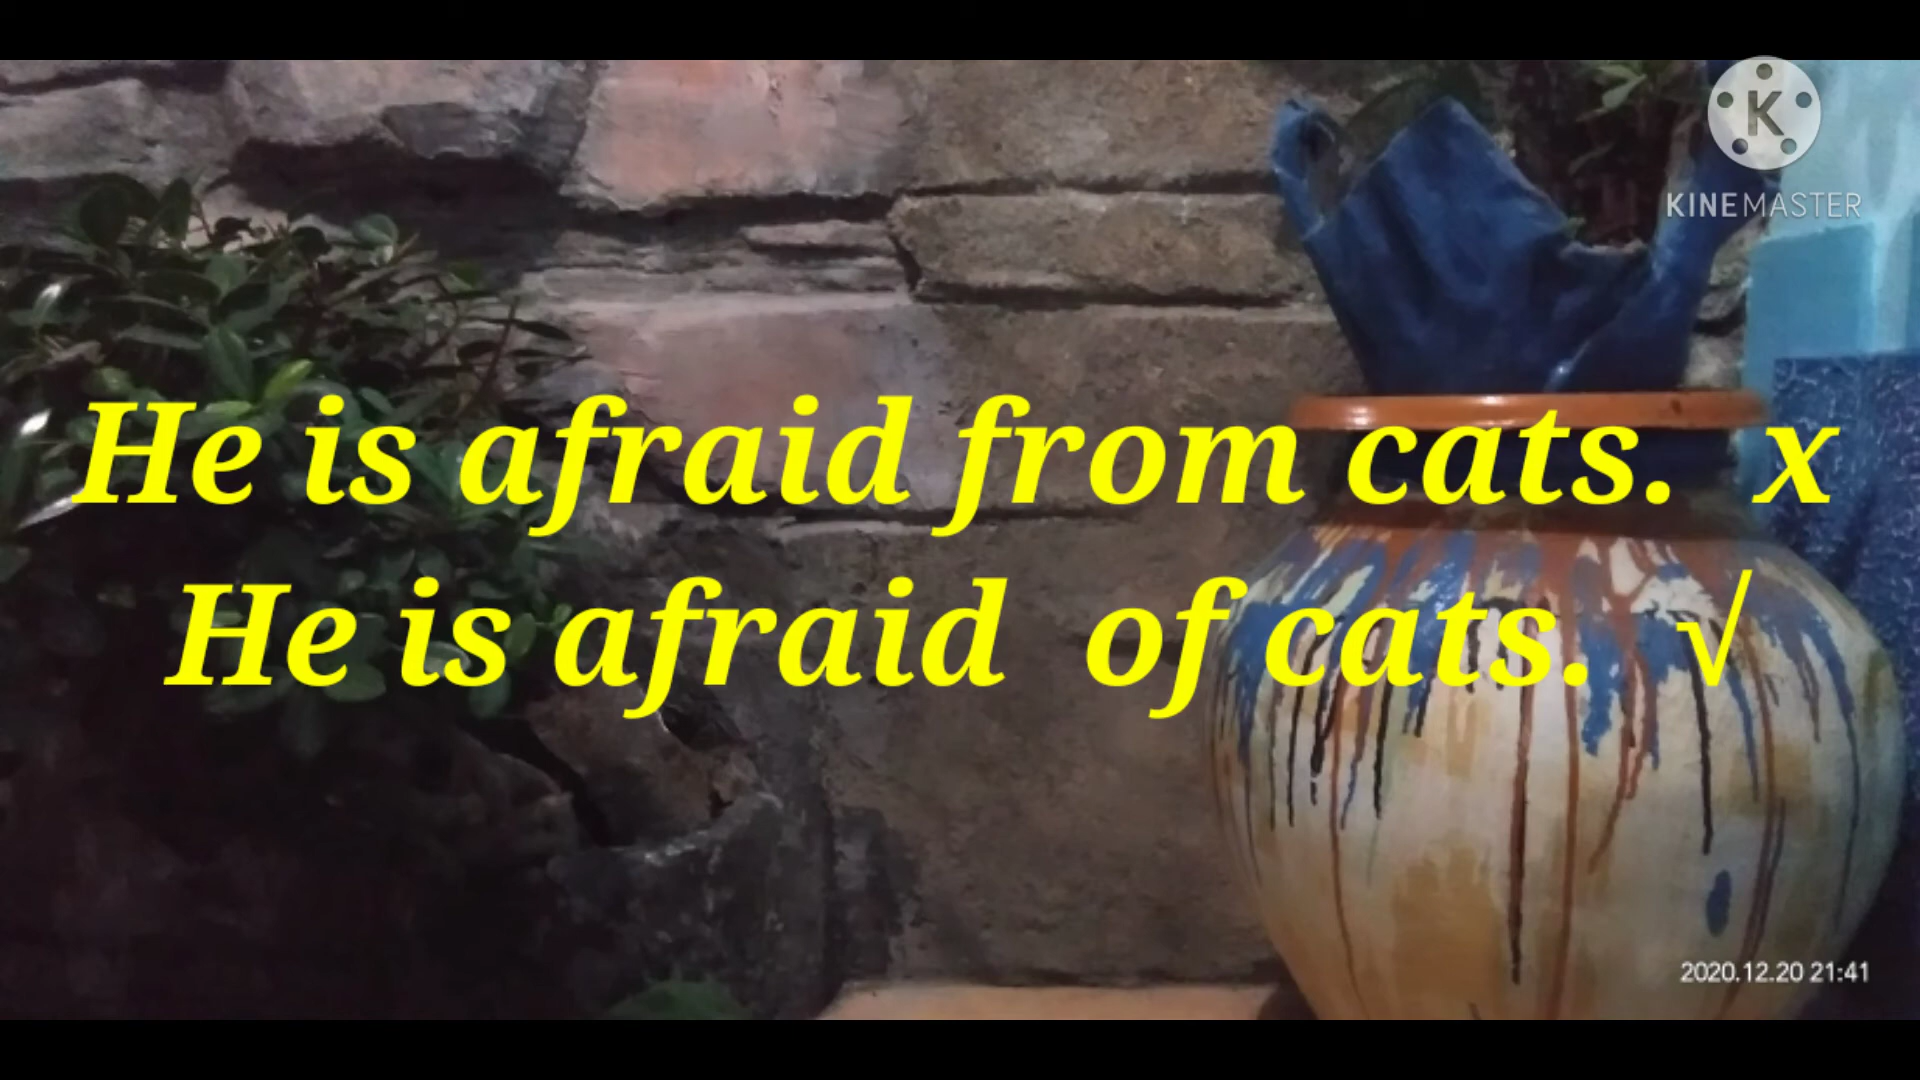 K
KINEMASTER
He is afraid from cats. x
He is afraid of cats. √
2020.12.20 21:41